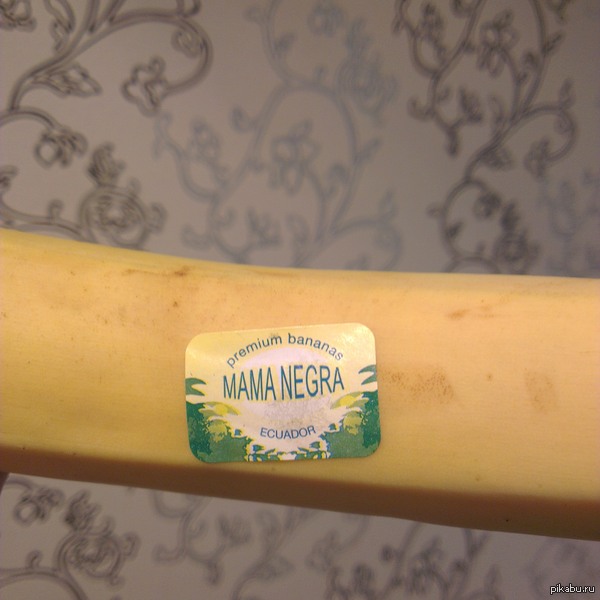 premium bananas
MAMA NEGRA
ECUADOR
pikabu.ru